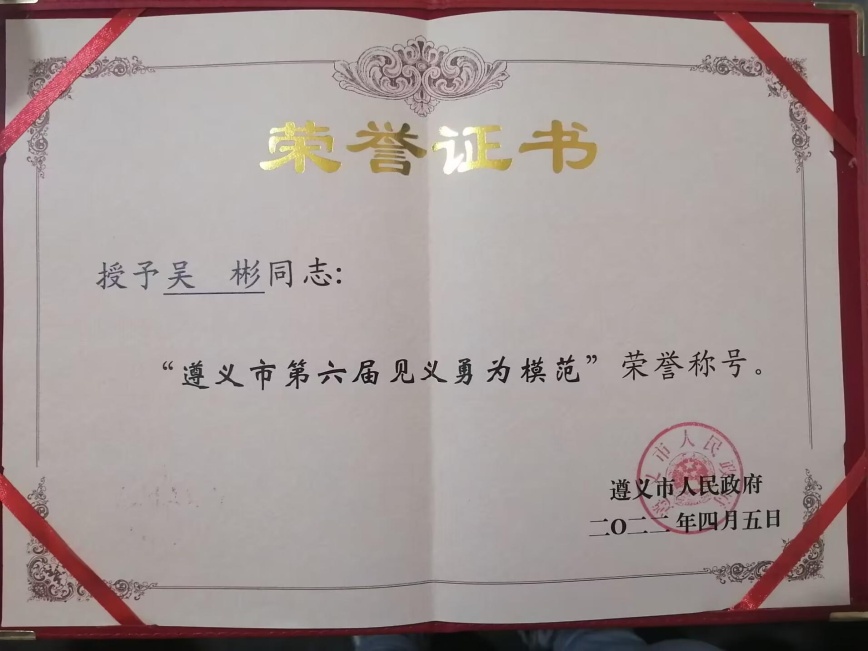 荣誉证书
授予吴 彬同志:
“遵义市第六届见义勇为模范”荣誉称号。
遵义市人民政府
二〇二二年四月五日